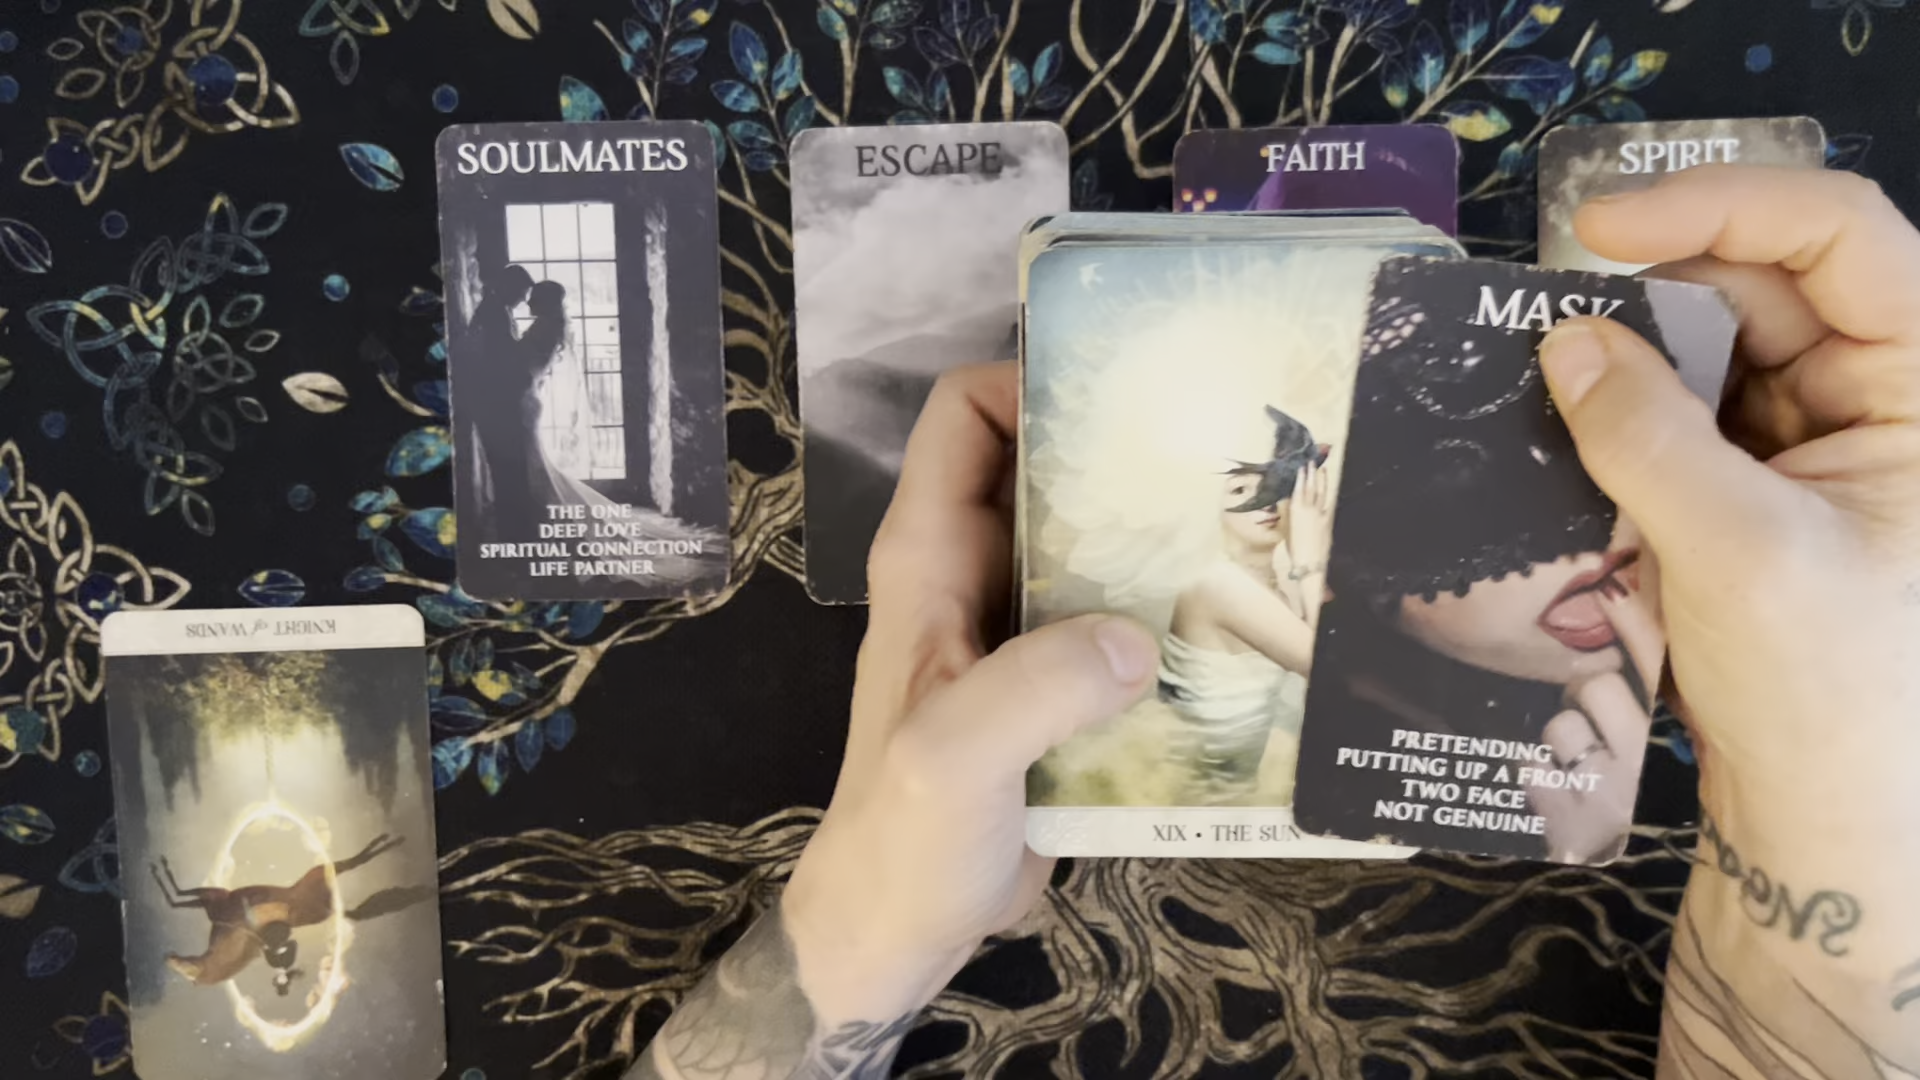 SOULMATES
THE ONE
DEEP LOVE
SPIRITUAL CONNECTION
LIFE PARTNER
ESCAPE
FAITH
SPIRIT
MASK
PRETENDING
PUTTING UP A FRONT
TWO FACE
NOT GENUINE
XIX • THE SUN
KNIGHT of WANDS